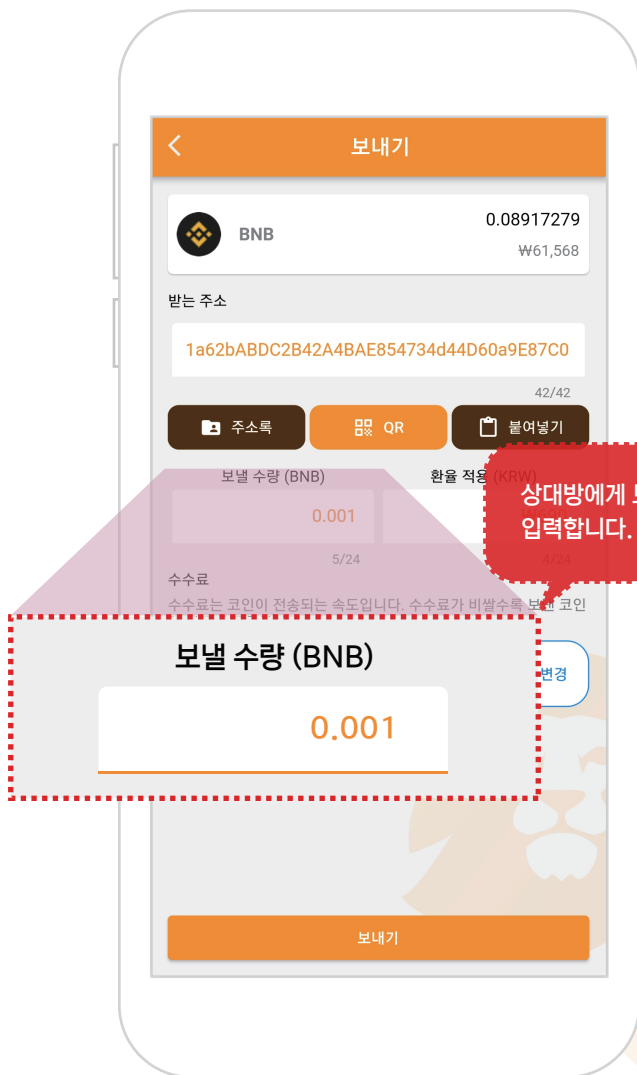 보내기
BNB
0.08917279
₩61,568
받는 주소
1a62bABDC2B42A4BAE854734d44D60a9E87C0
42/42
주소록
QR
붙여넣기
보낼 수량 (BNB)
환율 적용 (KRW)
0.001
₩690
5/24
4/24
상대방에게
입력합니다.
수수료
수수료는 코인이 전송되는 속도입니다. 수수료가 비쌀수록 보낸 코인
변경
보낼 수량 (BNB)
0.001
보내기